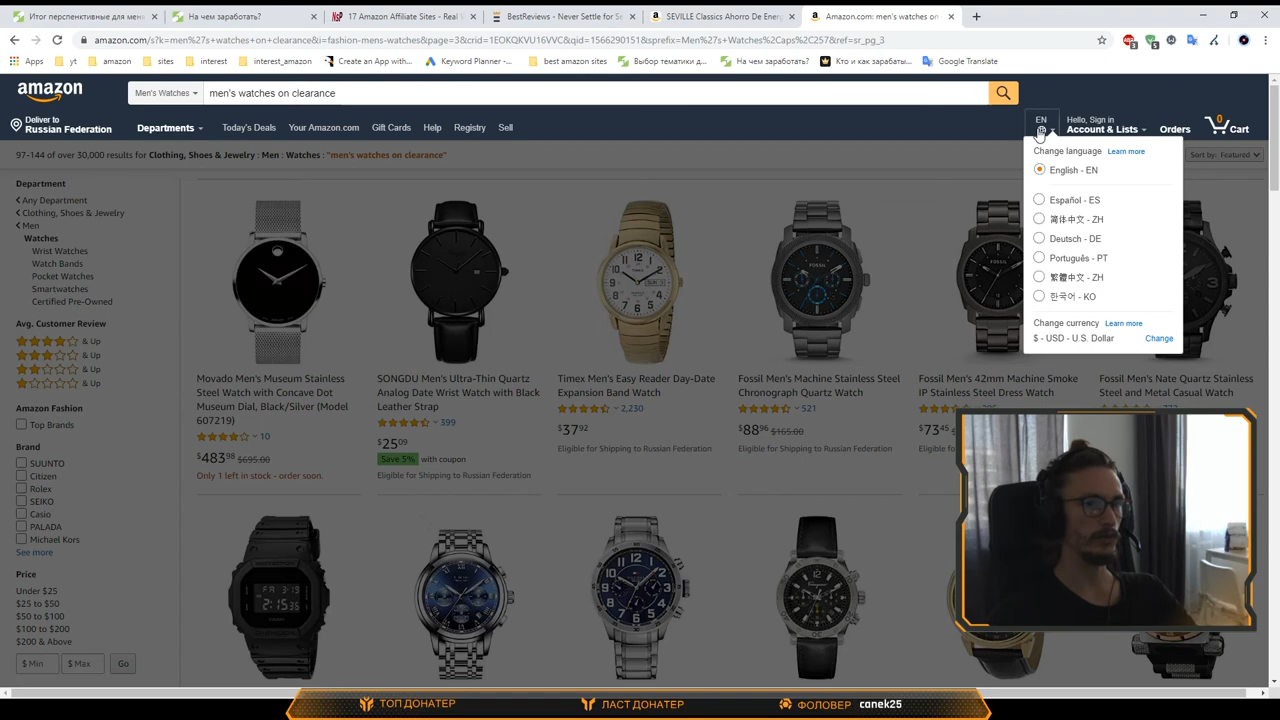 Итог перспективные для мен
На чем заработать?
17 Amazon Affiliate Sites - Real
BestReviews - Never Settle for Se
SEVILLE Classics Ahorro De Energ
Amazon.com: men's watches on
amazon.com/s?k=men%27s+watches+on+clearance&i=fashion-mens-watches&page=3&crid=1EOKQKVU16VVC&qid=1566290151&sprefix=Men%27s+Watches%2Caps%2C257&ref=sr_pg_3
Apps
yt
amazon
sites
interest
interest_amazon
Create an App with...
Keyword Planner -...
best amazon sites
Выбор тематики д...
На чем заработать?
Кто и как зарабаты...
Google Translate
amazon
Men's Watches
men's watches on clearance
Deliver to
Russian Federation
Departments
Today's Deals
Your Amazon.com
Gift Cards
Help
Registry
Sell
EN
Hello, Sign in
Account & Lists
Orders
0
Cart
97-144 of over 30,000 results for Clothing, Shoes & Jewelry : Men : Watches : "men's watches on clearance"
Sort by: Featured
Change language Learn more
English - EN
Español - ES
简体中文 - ZH
Deutsch - DE
Português - PT
繁體中文 - ZH
한국어 - KO
Change currency Learn more
$ - USD - U.S. Dollar
Change
Department
Any Department
Clothing, Shoes & Jewelry
Men
Watches
Wrist Watches
Watch Bands
Pocket Watches
Smartwatches
Certified Pre-Owned
Avg. Customer Review
& Up
& Up
& Up
& Up
Amazon Fashion
Top Brands
Brand
SUUNTO
Citizen
Rolex
SEIKO
Casio
PALADA
Michael Kors
See more
Price
Under $25
$25 to $50
$50 to $100
$100 to $200
$200 & Above
$ Min
$ Max
Go
Movado Men's Museum Stainless
Steel Watch with Concave Dot
Museum Dial, Black/Silver (Model
607219)
10
$483 98 $695.00
Only 1 left in stock - order soon.
SONGDU Men's Ultra-Thin Quartz
Analog Date Wrist Watch with Black
Leather Strap
399
$25 09
Save 5% with coupon
Eligible for Shipping to Russian Federation
Timex Men's Easy Reader Day-Date
Expansion Band Watch
2,230
$37 92
Eligible for Shipping to Russian Federation
Fossil Men's Machine Stainless Steel
Chronograph Quartz Watch
521
$88 96 $165.00
Eligible for Shipping to Russian Federation
Fossil Men's 42mm Machine Smoke
IP Stainless Steel Dress Watch
$73 45
Eligible for Shipping
Fossil Men's Nate Quartz Stainless
Steel and Metal Casual Watch
ТОП ДОНАТЕР
ЛАСТ ДОНАТЕР
ФОЛОВЕР canek25